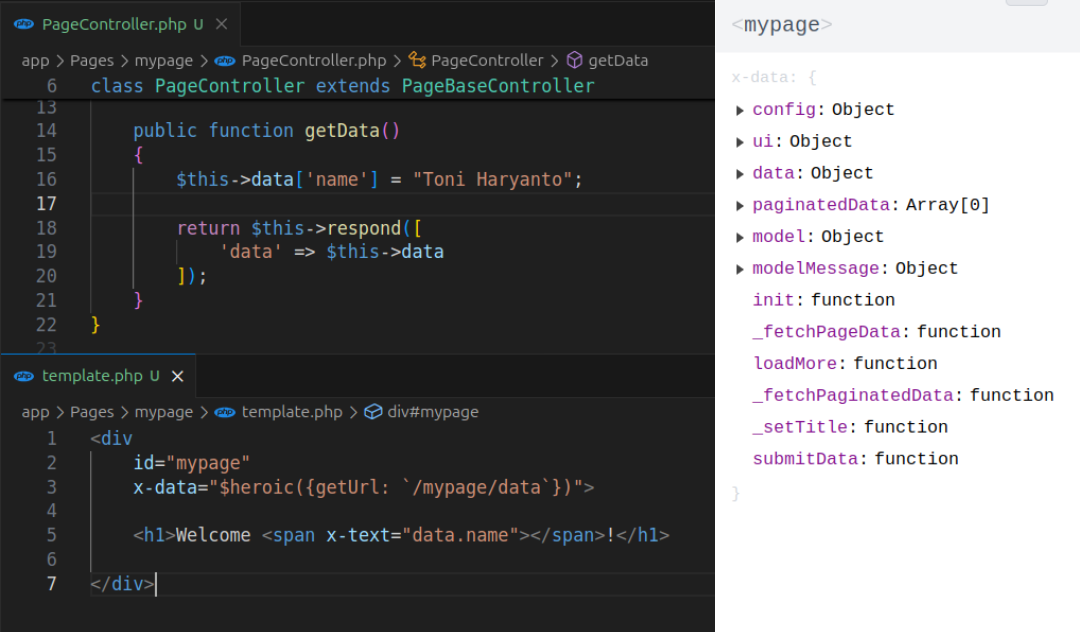 PageController.php U
app > Pages > mypage > PageController.php > PageController > getData
6 class PageController extends PageBaseController
13
14 public function getData()
15 {
16 $this->data['name'] = "Toni Haryanto";
17
18 return $this->respond([
19 'data' => $this->data
20 ]);
21 }
22 }
23
template.php U
app > Pages > mypage > template.php > div#mypage
1 <div
2 id="mypage"
3 x-data="$heroic({getUrl: `/mypage/data`})">
4
5 <h1>Welcome <span x-text="data.name"></span>!</h1>
6
7 </div>
<mypage>
x-data: {
config: Object
ui: Object
data: Object
paginatedData: Array[0]
model: Object
modelMessage: Object
init: function
_fetchPageData: function
loadMore: function
_fetchPaginatedData: function
_setTitle: function
submitData: function
}